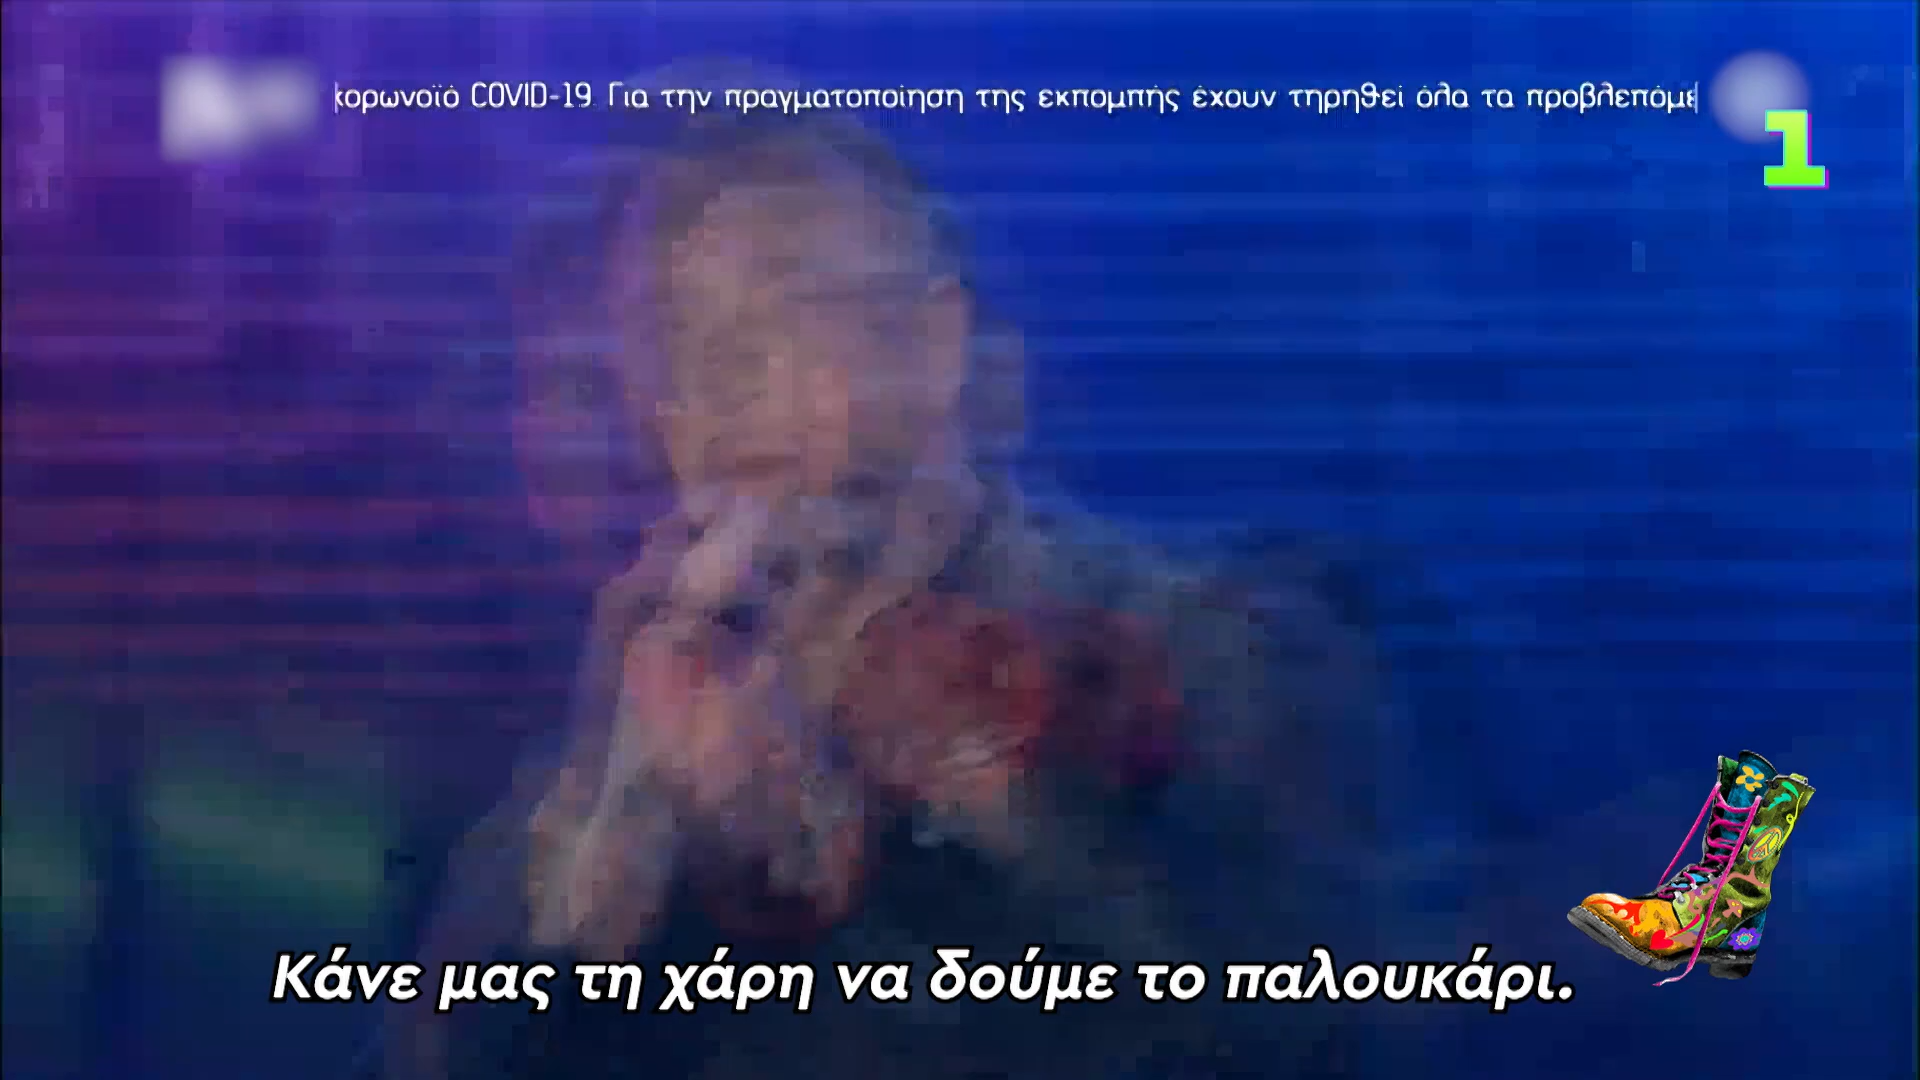 κορωνοϊό COVID-19. Για την πραγματοποίηση της εκπομπής έχουν τηρηθεί όλα τα προβλεπόμε
1
Κάνε μας τη χάρη να δούμε το παλουκάρι.